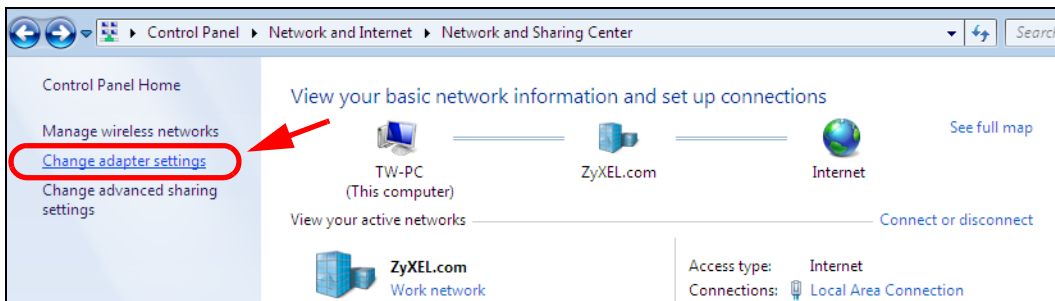 Control Panel Network and Internet Network and Sharing Center
Control Panel Home
Manage wireless networks
Change adapter settings
Change advanced sharing
settings
View your basic network information and set up connections
See full map
TW-PC ZyXEL.com Internet
(This computer)
View your active networks Connect or disconnect
ZyXEL.com
Work network
Access type: Internet
Connections: Local Area Connection